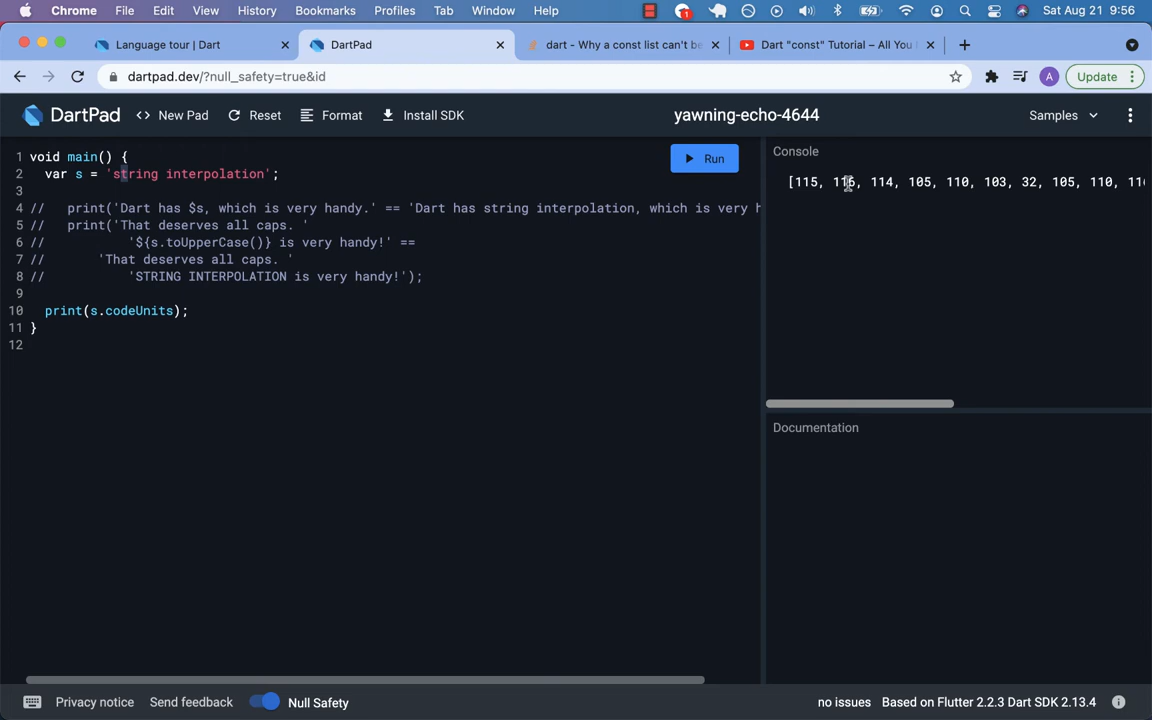 Chrome File Edit View History Bookmarks Profiles Tab Window Help 1 Sat Aug 21 9:56
Language tour | Dart DartPad dart - Why a const list can't be Dart "const" Tutorial – All You
dartpad.dev/?null_safety=true&id A Update
DartPad New Pad Reset Format Install SDK yawning-echo-4644 Samples
1 void main() {
2 var s = 'string interpolation';
3
4 // print('Dart has $s, which is very handy.' == 'Dart has string interpolation, which is very h
5 // print('That deserves all caps. '
6 // '${s.toUpperCase()} is very handy!' ==
7 // 'That deserves all caps. '
8 // 'STRING INTERPOLATION is very handy!');
9
10 print(s.codeUnits);
11 }
12
Run
Console
[115, 116, 114, 105, 110, 103, 32, 105, 110, 116
Documentation
Privacy notice Send feedback Null Safety no issues Based on Flutter 2.2.3 Dart SDK 2.13.4